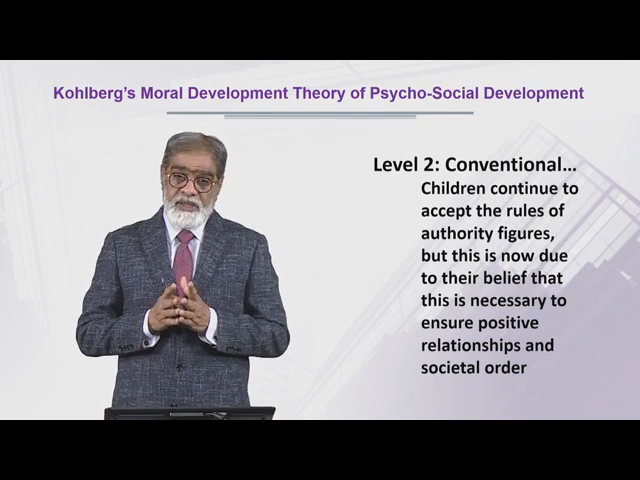 Kohlberg’s Moral Development Theory of Psycho-Social Development
Level 2: Conventional…
Children continue to
accept the rules of
authority figures,
but this is now due
to their belief that
this is necessary to
ensure positive
relationships and
societal order